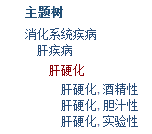 主题树
消化系统疾病
肝疾病
肝硬化
肝硬化, 酒精性
肝硬化, 胆汁性
肝硬化, 实验性